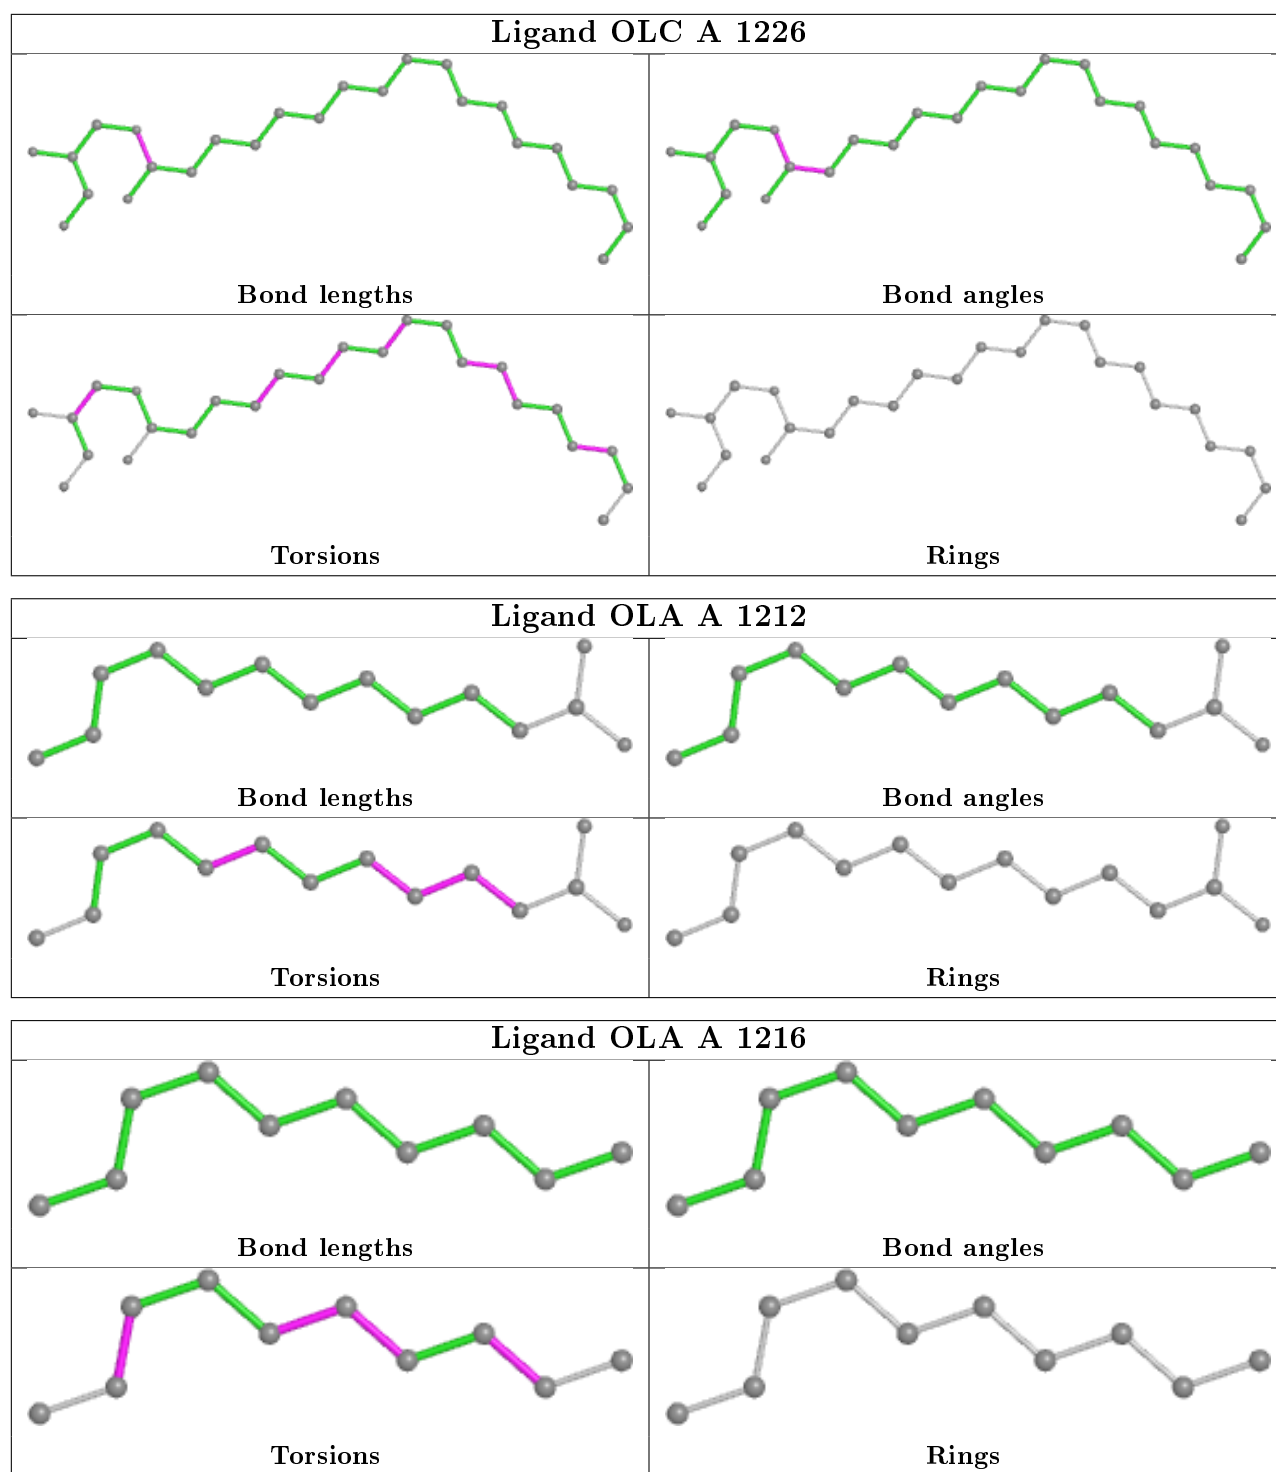 Ligand OLC A 1226
Bond lengths
Bond angles
Torsions
Rings
Ligand OLA A 1212
Bond lengths
Bond angles
Torsions
Rings
Ligand OLA A 1216
Bond lengths
Bond angles
Torsions
Rings